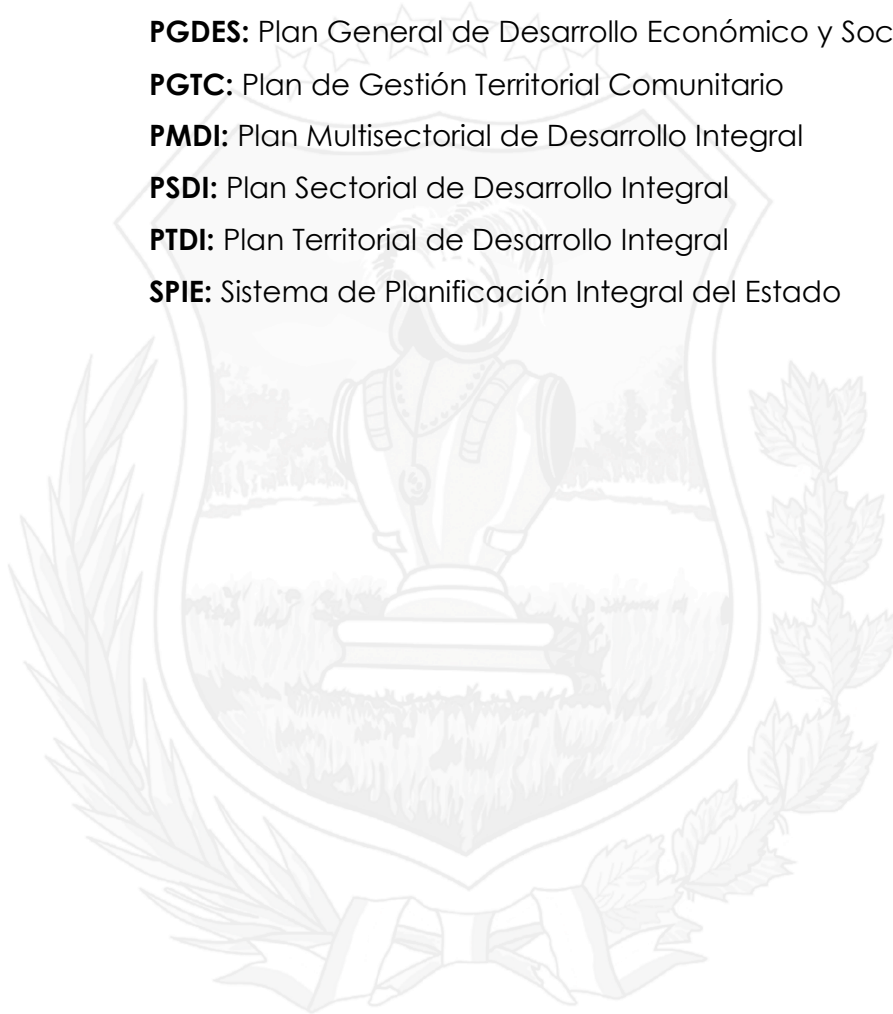 PGDES: Plan General de Desarrollo Económico y Soc
PGTC: Plan de Gestión Territorial Comunitario
PMDI: Plan Multisectorial de Desarrollo Integral
PSDI: Plan Sectorial de Desarrollo Integral
PTDI: Plan Territorial de Desarrollo Integral
SPIE: Sistema de Planificación Integral del Estado